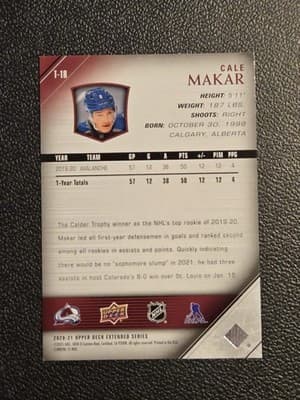 T-18
CALE
MAKAR
HEIGHT: 5'11"
WEIGHT: 187 LBS.
SHOOTS: RIGHT
BORN: OCTOBER 30, 1998
CALGARY, ALBERTA
YEAR TEAM GP G A PTS +/- PIM PPG
2019-20 AVALANCHE 57 12 38 50 12 12 4
1-Year Totals 57 12 38 50 12 12 4
The Calder Trophy winner as the NHL's top rookie of 2019-20,
Makar led all first-year defensemen in goals and ranked second
among all rookies in assists and points. Quickly indicating
there would be no "sophomore slump" in 2021, he had three
assists in host Colorado's 8-0 win over St. Louis on Jan. 15.
UPPER DECK
NHL
2020-21 UPPER DECK EXTENDED SERIES